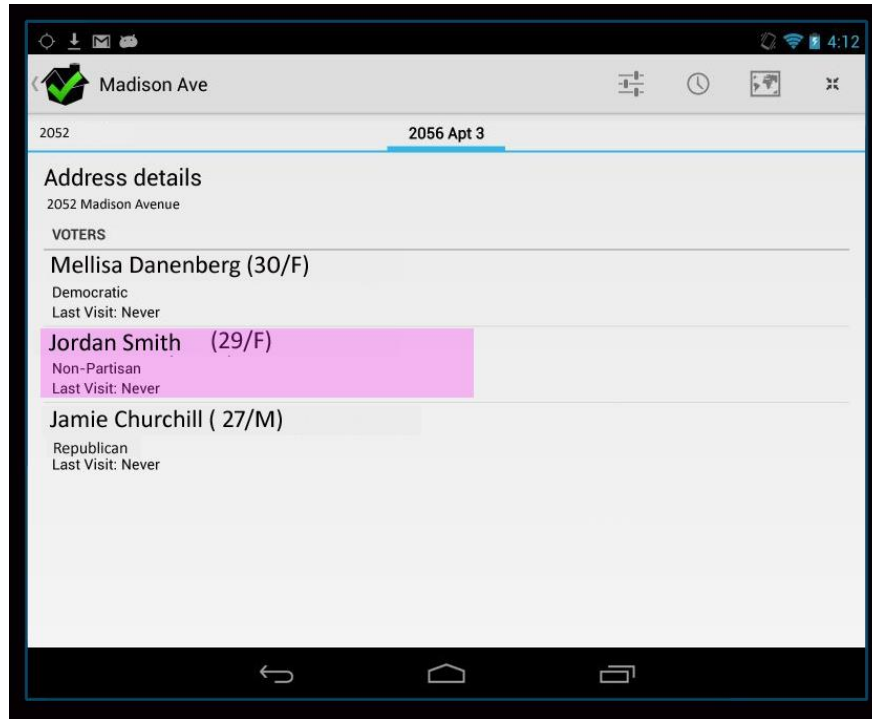 4:12
Madison Ave
2052 2056 Apt 3
Address details
2052 Madison Avenue
VOTERS
Mellisa Danenberg (30/F)
Democratic
Last Visit: Never
Jordan Smith (29/F)
Non-Partisan
Last Visit: Never
Jamie Churchill ( 27/M)
Republican
Last Visit: Never